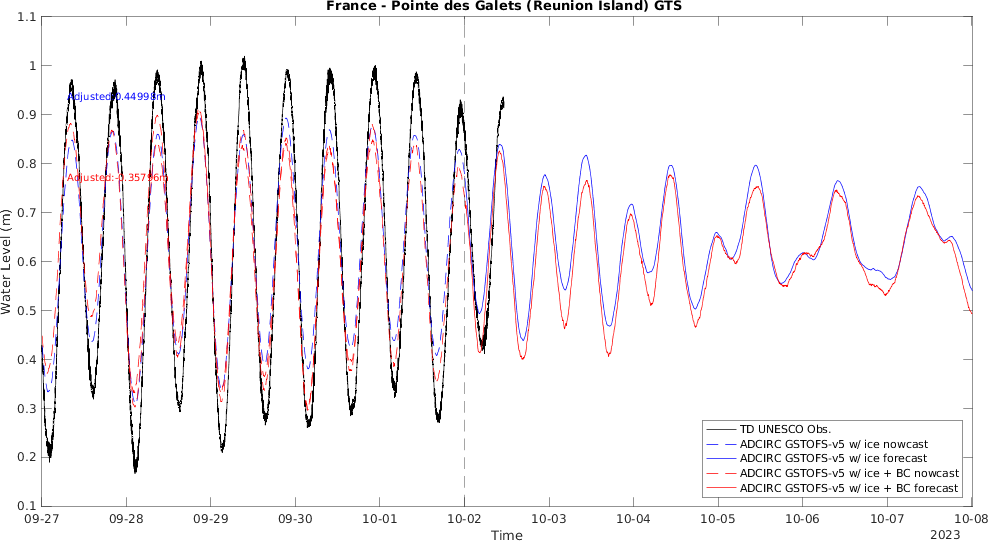 France - Pointe des Galets (Reunion Island) GTS
1.1
1
0.9
0.8
0.7
0.6
0.5
0.4
0.3
0.2
0.1
Water Level (m)
Adjusted:0.44998m
TD UNESCO Obs.
ADCIRC GSTOFS-v5 w/ ice nowcast
ADCIRC GSTOFS-v5 w/ ice forecast
ADCIRC GSTOFS-v5 w/ ice + BC nowcast
ADCIRC GSTOFS-v5 w/ ice + BC forecast
09-27 09-28 09-29 09-30 10-01 10-02 10-03 10-04 10-05 10-06 10-07 10-08
Time
2023